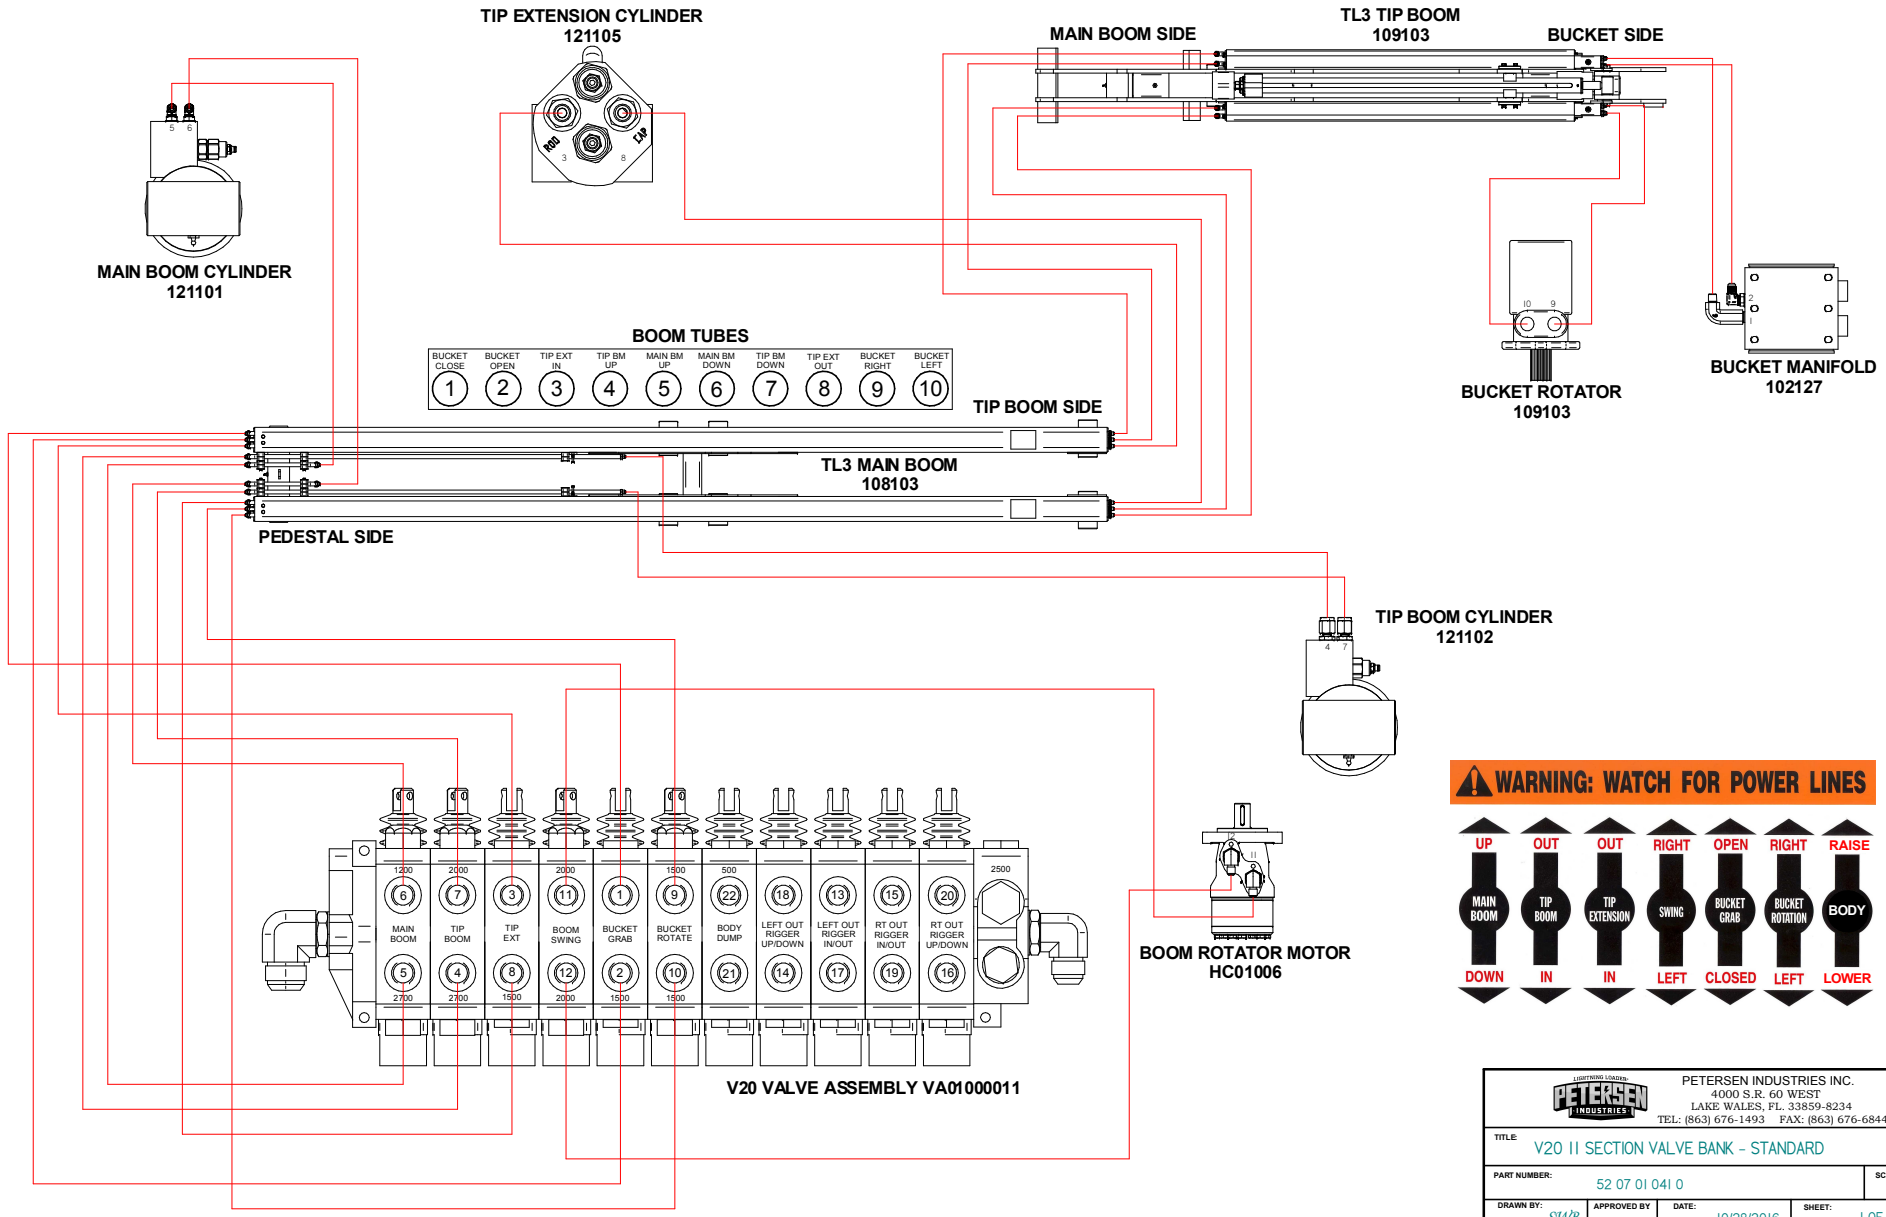 TIP EXTENSION CYLINDER
121105
ROD
CAP
3
8
5 6
MAIN BOOM CYLINDER
121101
MAIN BOOM SIDE
TL3 TIP BOOM
109103
BUCKET SIDE
10 9
BUCKET ROTATOR
109103
2
1
BUCKET MANIFOLD
102127
BOOM TUBES
BUCKET CLOSE
BUCKET OPEN
TIP EXT IN
TIP BM UP
MAIN BM UP
MAIN BM DOWN
TIP BM DOWN
TIP EXT OUT
BUCKET RIGHT
BUCKET LEFT
1 2 3 4 5 6 7 8 9 10
TIP BOOM SIDE
TL3 MAIN BOOM
108103
PEDESTAL SIDE
TIP BOOM CYLINDER
121102
4 7
1200 2000 2000 1500 500 2500
6 7 3 11 1 9 22 18 13 15 20
MAIN BOOM
TIP BOOM
TIP EXT
BOOM SWING
BUCKET GRAB
BUCKET ROTATE
BODY DUMP
LEFT OUT RIGGER UP/DOWN
LEFT OUT RIGGER IN/OUT
RT OUT RIGGER IN/OUT
RT OUT RIGGER UP/DOWN
5 4 8 12 2 10 21 14 17 19 16
2700 2700 1500 2000 1500 1500
V20 VALVE ASSEMBLY VA01000011
12
11
BOOM ROTATOR MOTOR
HC01006
WARNING: WATCH FOR POWER LINES
UP OUT OUT RIGHT OPEN RIGHT RAISE
MAIN BOOM
TIP BOOM
TIP EXTENSION
SWING
BUCKET GRAB
BUCKET ROTATION
BODY
DOWN IN IN LEFT CLOSED LEFT LOWER
LIGHTNING LOADER
PETERSEN
INDUSTRIES
PETERSEN INDUSTRIES INC.
4000 S.R. 60 WEST
LAKE WALES, FL. 33859-8234
TEL: (863) 676-1493 FAX: (863) 676-6844
TITLE:
V20 11 SECTION VALVE BANK - STANDARD
PART NUMBER:
52 07 01 041 0
SC
DRAWN BY:
APPROVED BY
DATE:
10/28/2016
SHEET:
1 OF